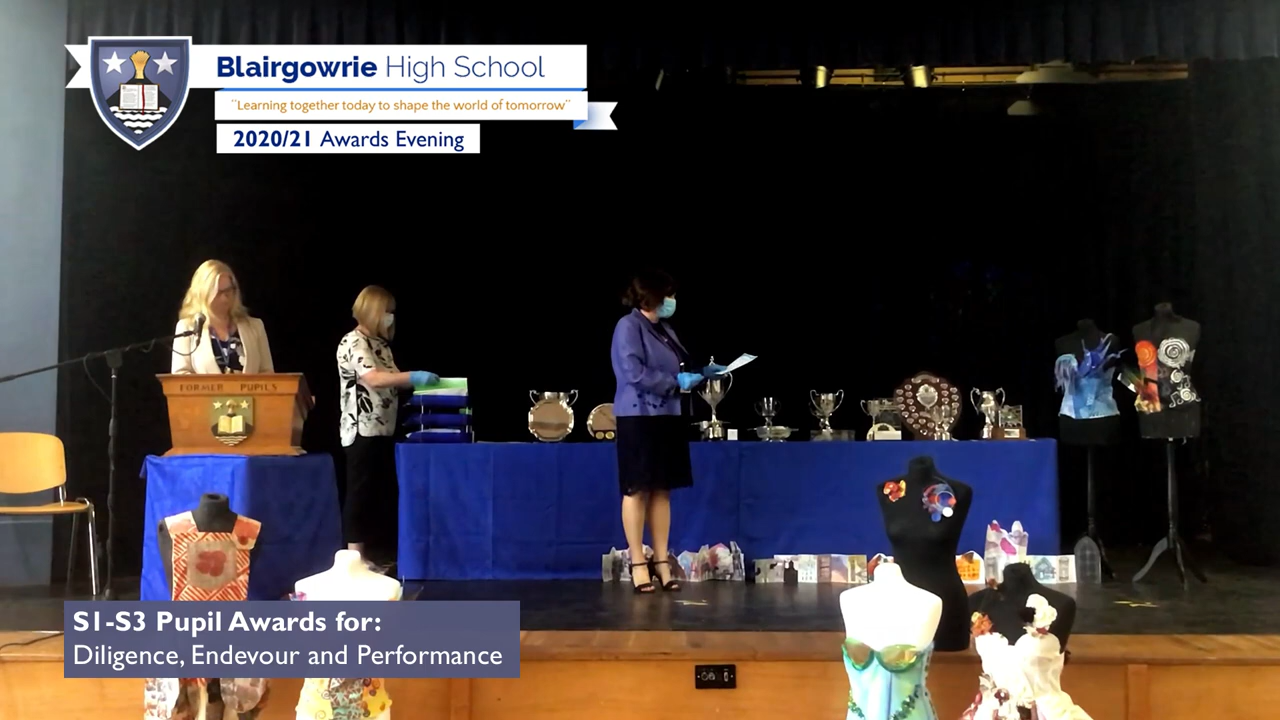 Blairgowrie High School
"Learning together today to shape the world of tomorrow"
2020/21 Awards Evening
FORMER PUPILS
S1-S3 Pupil Awards for:
Diligence, Endevour and Performance